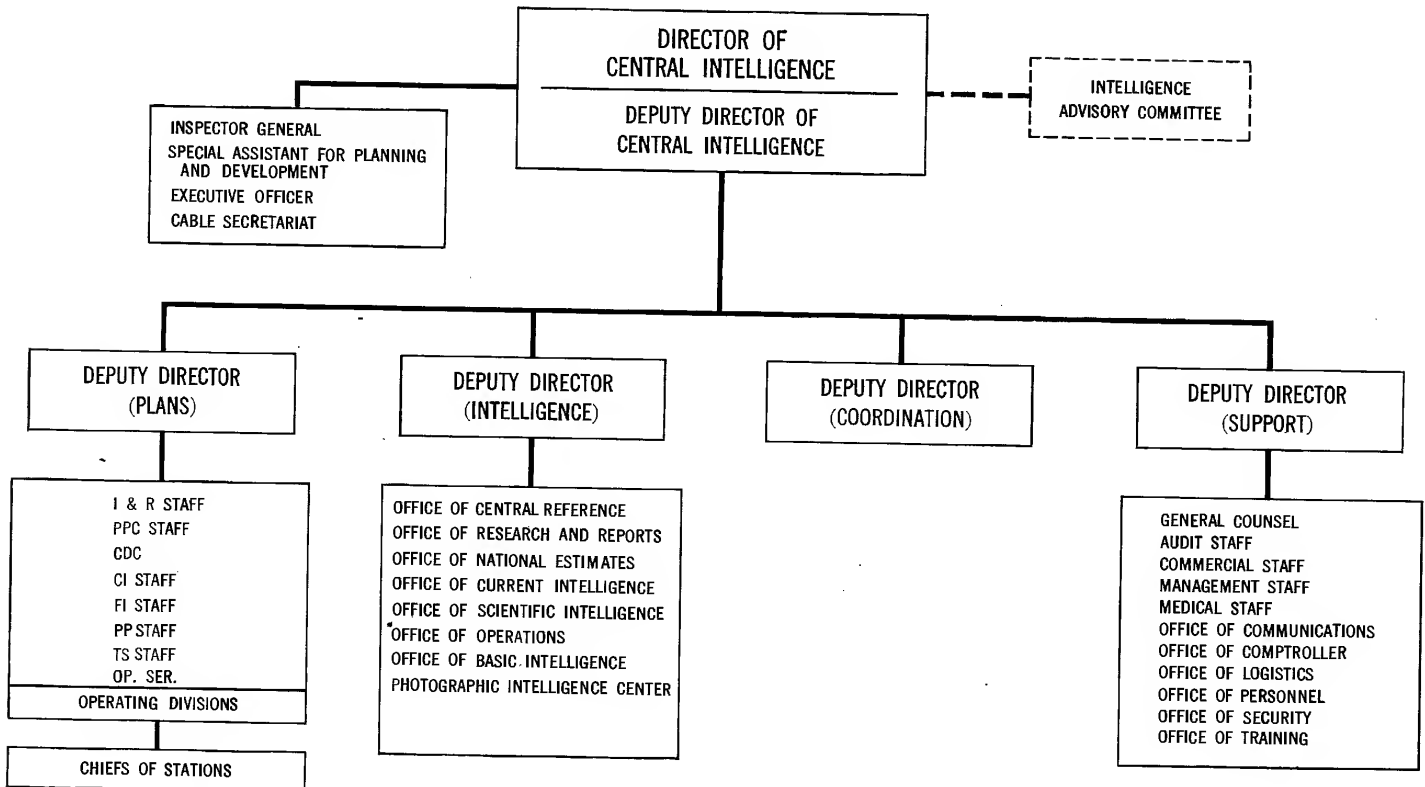 DIRECTOR OF
CENTRAL INTELLIGENCE
DEPUTY DIRECTOR OF
CENTRAL INTELLIGENCE
INTELLIGENCE
ADVISORY COMMITTEE
INSPECTOR GENERAL
SPECIAL ASSISTANT FOR PLANNING
AND DEVELOPMENT
EXECUTIVE OFFICER
CABLE SECRETARIAT
DEPUTY DIRECTOR
(PLANS)
DEPUTY DIRECTOR
(INTELLIGENCE)
DEPUTY DIRECTOR
(COORDINATION)
DEPUTY DIRECTOR
(SUPPORT)
I & R STAFF
PPC STAFF
CDC
CI STAFF
FI STAFF
PP STAFF
TS STAFF
OP. SER.
OPERATING DIVISIONS
CHIEFS OF STATIONS
OFFICE OF CENTRAL REFERENCE
OFFICE OF RESEARCH AND REPORTS
OFFICE OF NATIONAL ESTIMATES
OFFICE OF CURRENT INTELLIGENCE
OFFICE OF SCIENTIFIC INTELLIGENCE
OFFICE OF OPERATIONS
OFFICE OF BASIC INTELLIGENCE
PHOTOGRAPHIC INTELLIGENCE CENTER
GENERAL COUNSEL
AUDIT STAFF
COMMERCIAL STAFF
MANAGEMENT STAFF
MEDICAL STAFF
OFFICE OF COMMUNICATIONS
OFFICE OF COMPTROLLER
OFFICE OF LOGISTICS
OFFICE OF PERSONNEL
OFFICE OF SECURITY
OFFICE OF TRAINING